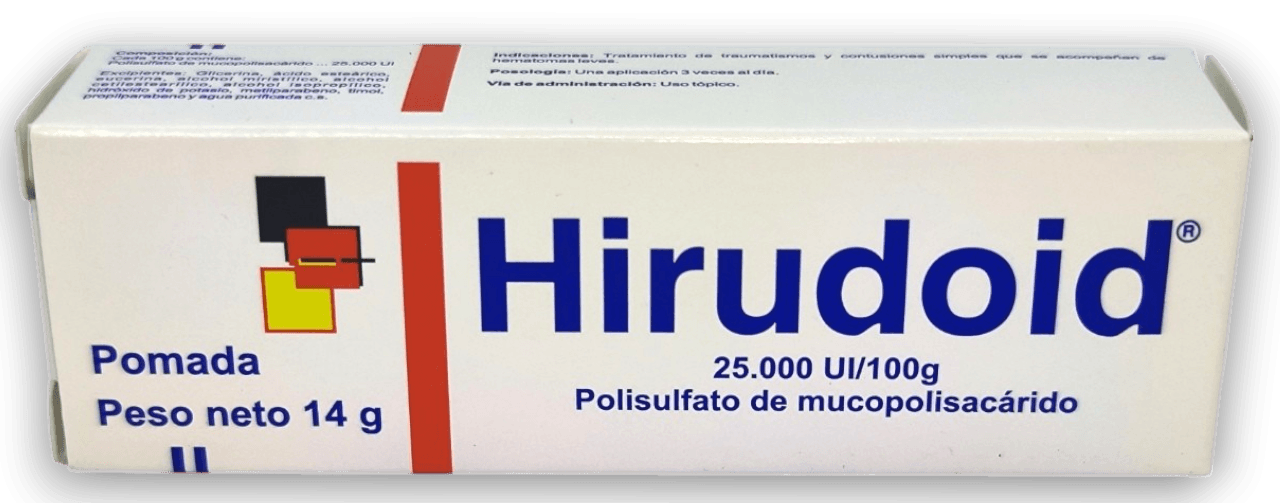 Composición:
Cada 100 g contiene:
Polisulfato de mucopolisacárido ... 25.000 UI
Excipientes: Glicerina, ácido esteárico,
eucerina, alcohol miristílico, alcohol
cetilestearílico, alcohol isopropílico,
hidróxido de potasio, metilparabeno, timol,
propilparabeno y agua purificada c.s.
Indicaciones: Tratamiento de traumatismos y contusiones simples que se acompañan de
hematomas leves.
Posología: Una aplicación 3 veces al día.
Vía de administración: Uso tópico.
Hirudoid®
25.000 UI/100g
Polisulfato de mucopolisacárido
Pomada
Peso neto 14 g